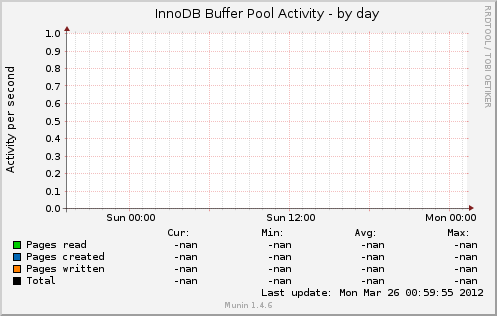 InnoDB Buffer Pool Activity - by day
RRDTOOL / TOBI OETIKER
Activity per second
1.0
0.9
0.8
0.7
0.6
0.5
0.4
0.3
0.2
0.1
0.0
Sun 00:00 Sun 12:00 Mon 00:00
Cur: Min: Avg: Max:
Pages read -nan -nan -nan -nan
Pages created -nan -nan -nan -nan
Pages written -nan -nan -nan -nan
Total -nan -nan -nan -nan
Last update: Mon Mar 26 00:59:55 2012
Munin 1.4.6